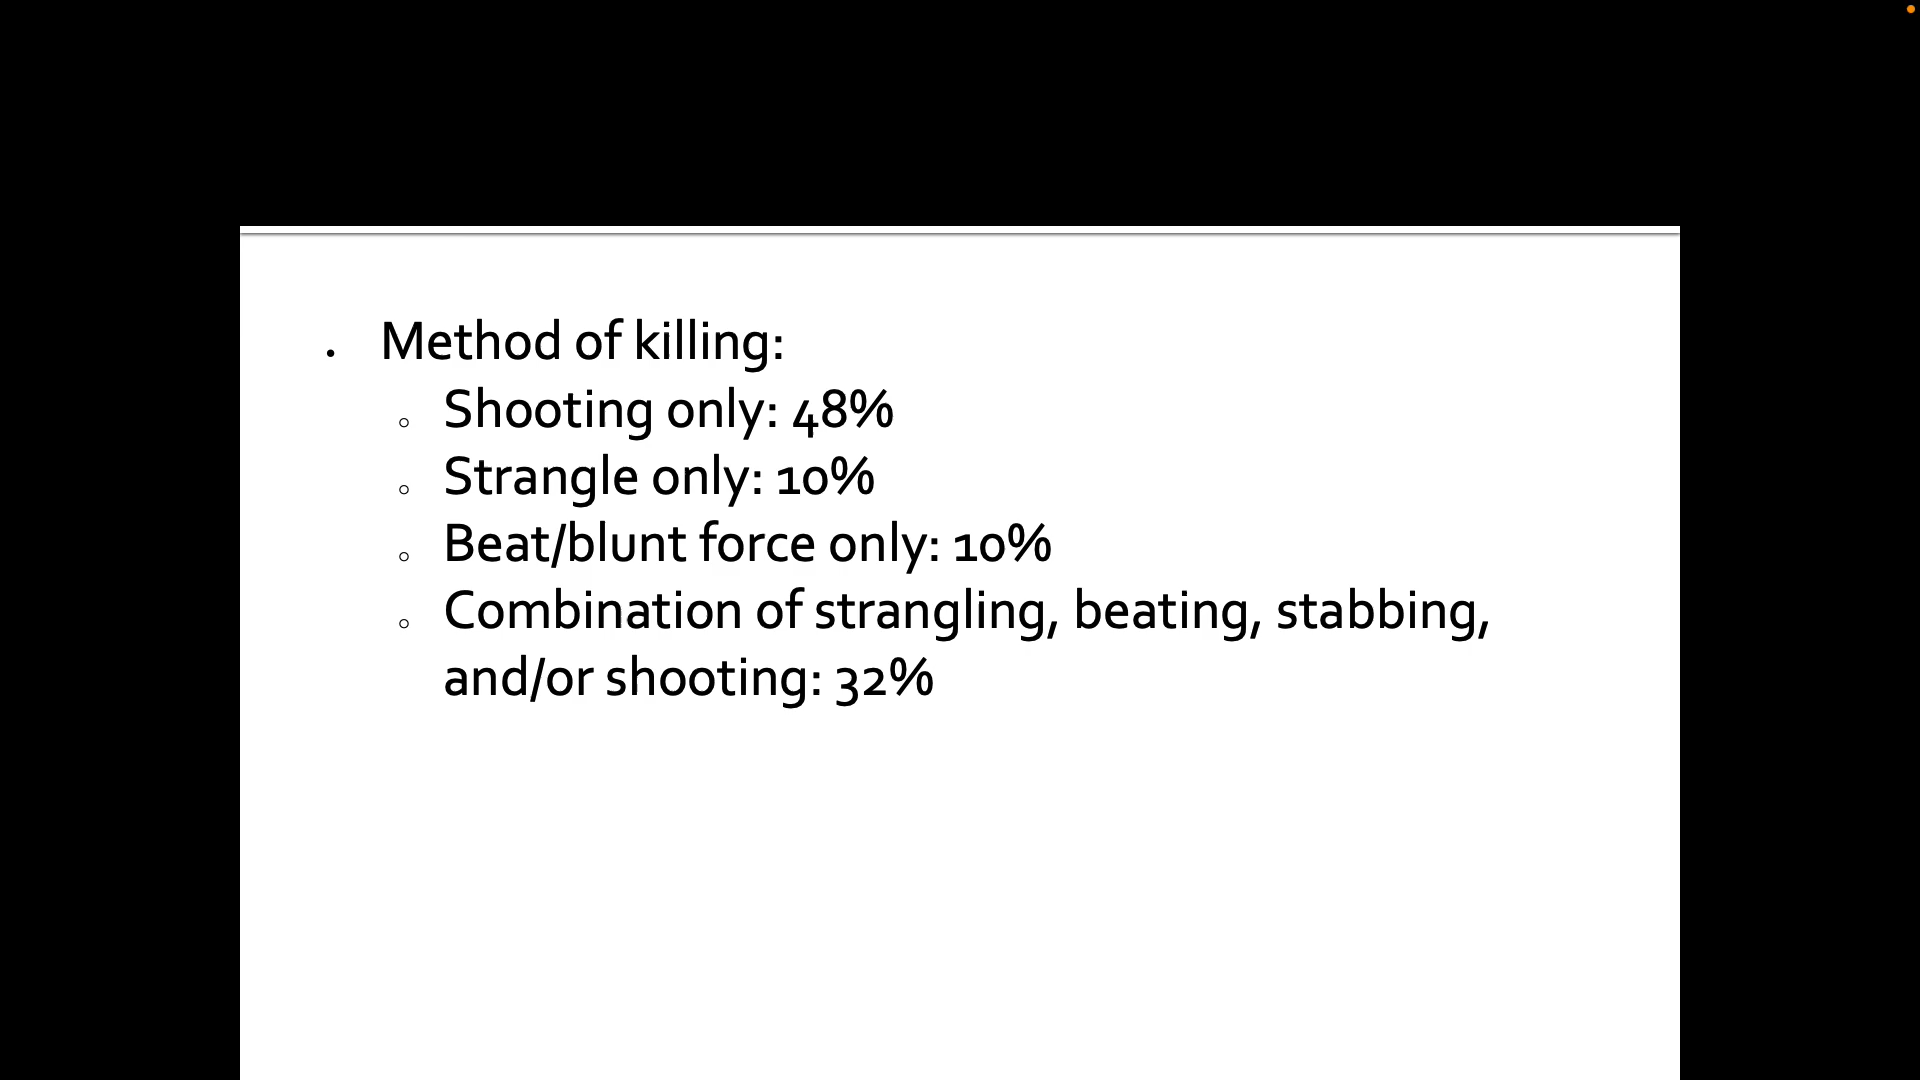 • Method of killing:
○ Shooting only: 48%
○ Strangle only: 10%
○ Beat/blunt force only: 10%
○ Combination of strangling, beating, stabbing,
and/or shooting: 32%